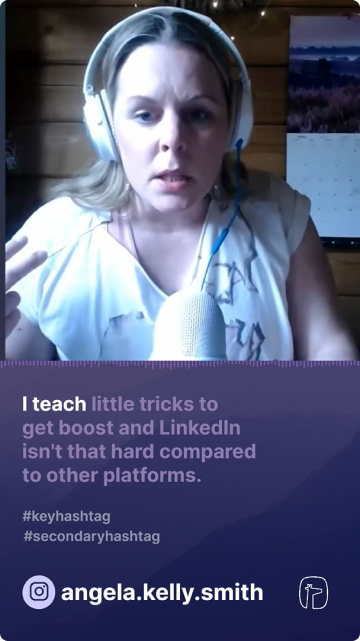 I teach little tricks to
get boost and LinkedIn
isn't that hard compared
to other platforms.
#keyhashtag
#secondaryhashtag
angela.kelly.smith